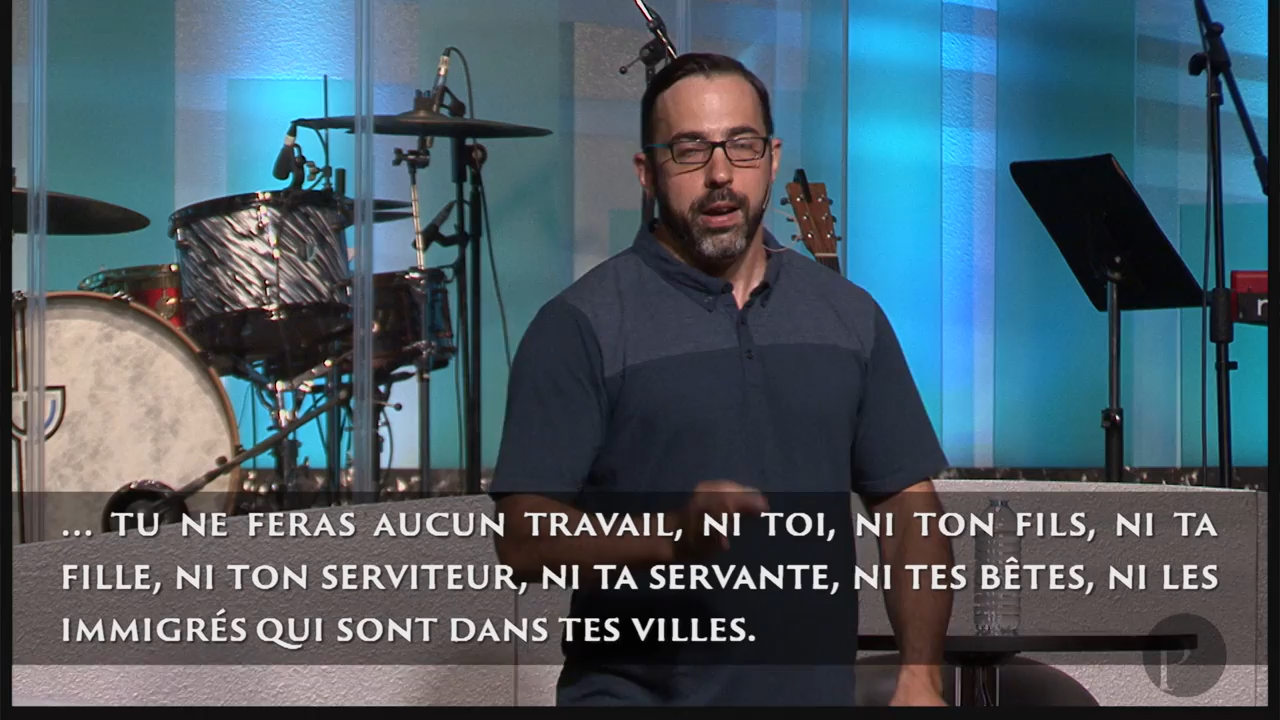 ... TU NE FERAS AUCUN TRAVAIL, NI TOI, NI TON FILS, NI TA
FILLE, NI TON SERVITEUR, NI TA SERVANTE, NI TES BÊTES, NI LES
IMMIGRÉS QUI SONT DANS TES VILLES.